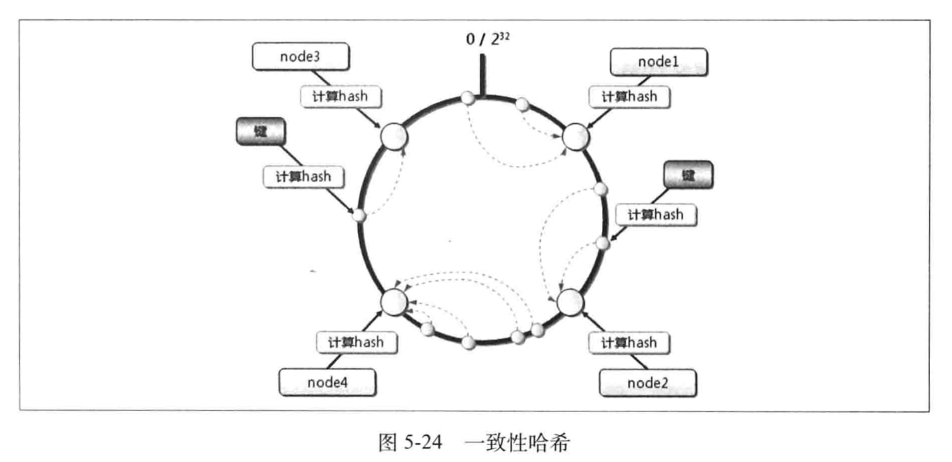 0 / 2³²
node3
node1
计算hash
计算hash
键
键
计算hash
计算hash
计算hash
计算hash
node4
node2
图 5-24 一致性哈希